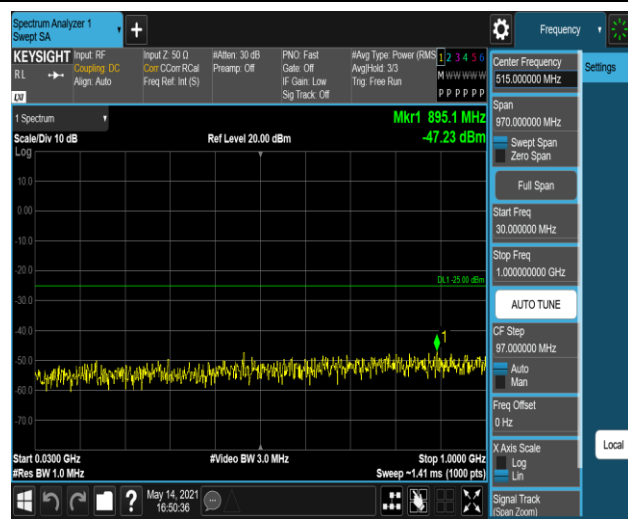 Spectrum Analyzer 1
Swept SA
+
Frequency
KEYSIGHT
RL
LXI
Input: RF
Coupling: DC
Align: Auto
Input Z: 50 Ω
Corr CCorr RCal
Freq Ref: Int (S)
#Atten: 30 dB
Preamp: Off
PNO: Fast
Gate: Off
IF Gain: Low
Sig Track: Off
#Avg Type: Power (RMS
Avg|Hold: 3/3
Trig: Free Run
1 2 3 4 5 6
M W W W W W
P P P P P P
Center Frequency
515.000000 MHz
Settings
1 Spectrum
Mkr1 895.1 MHz
-47.23 dBm
Scale/Div 10 dB
Ref Level 20.00 dBm
Log
10.0
0.00
-10.0
-20.0
-30.0
-40.0
-50.0
-60.0
-70.0
DL1 -25.00 dBm
1
Start 0.0300 GHz
#Video BW 3.0 MHz
Stop 1.0000 GHz
#Res BW 1.0 MHz
Sweep ~1.41 ms (1000 pts)
Span
970.000000 MHz
Swept Span
Zero Span
Full Span
Start Freq
30.000000 MHz
Stop Freq
1.000000000 GHz
AUTO TUNE
CF Step
97.000000 MHz
Auto
Man
Freq Offset
0 Hz
X Axis Scale
Log
Lin
Local
Signal Track
(Span Zoom)
?
May 14, 2021
16:50:36